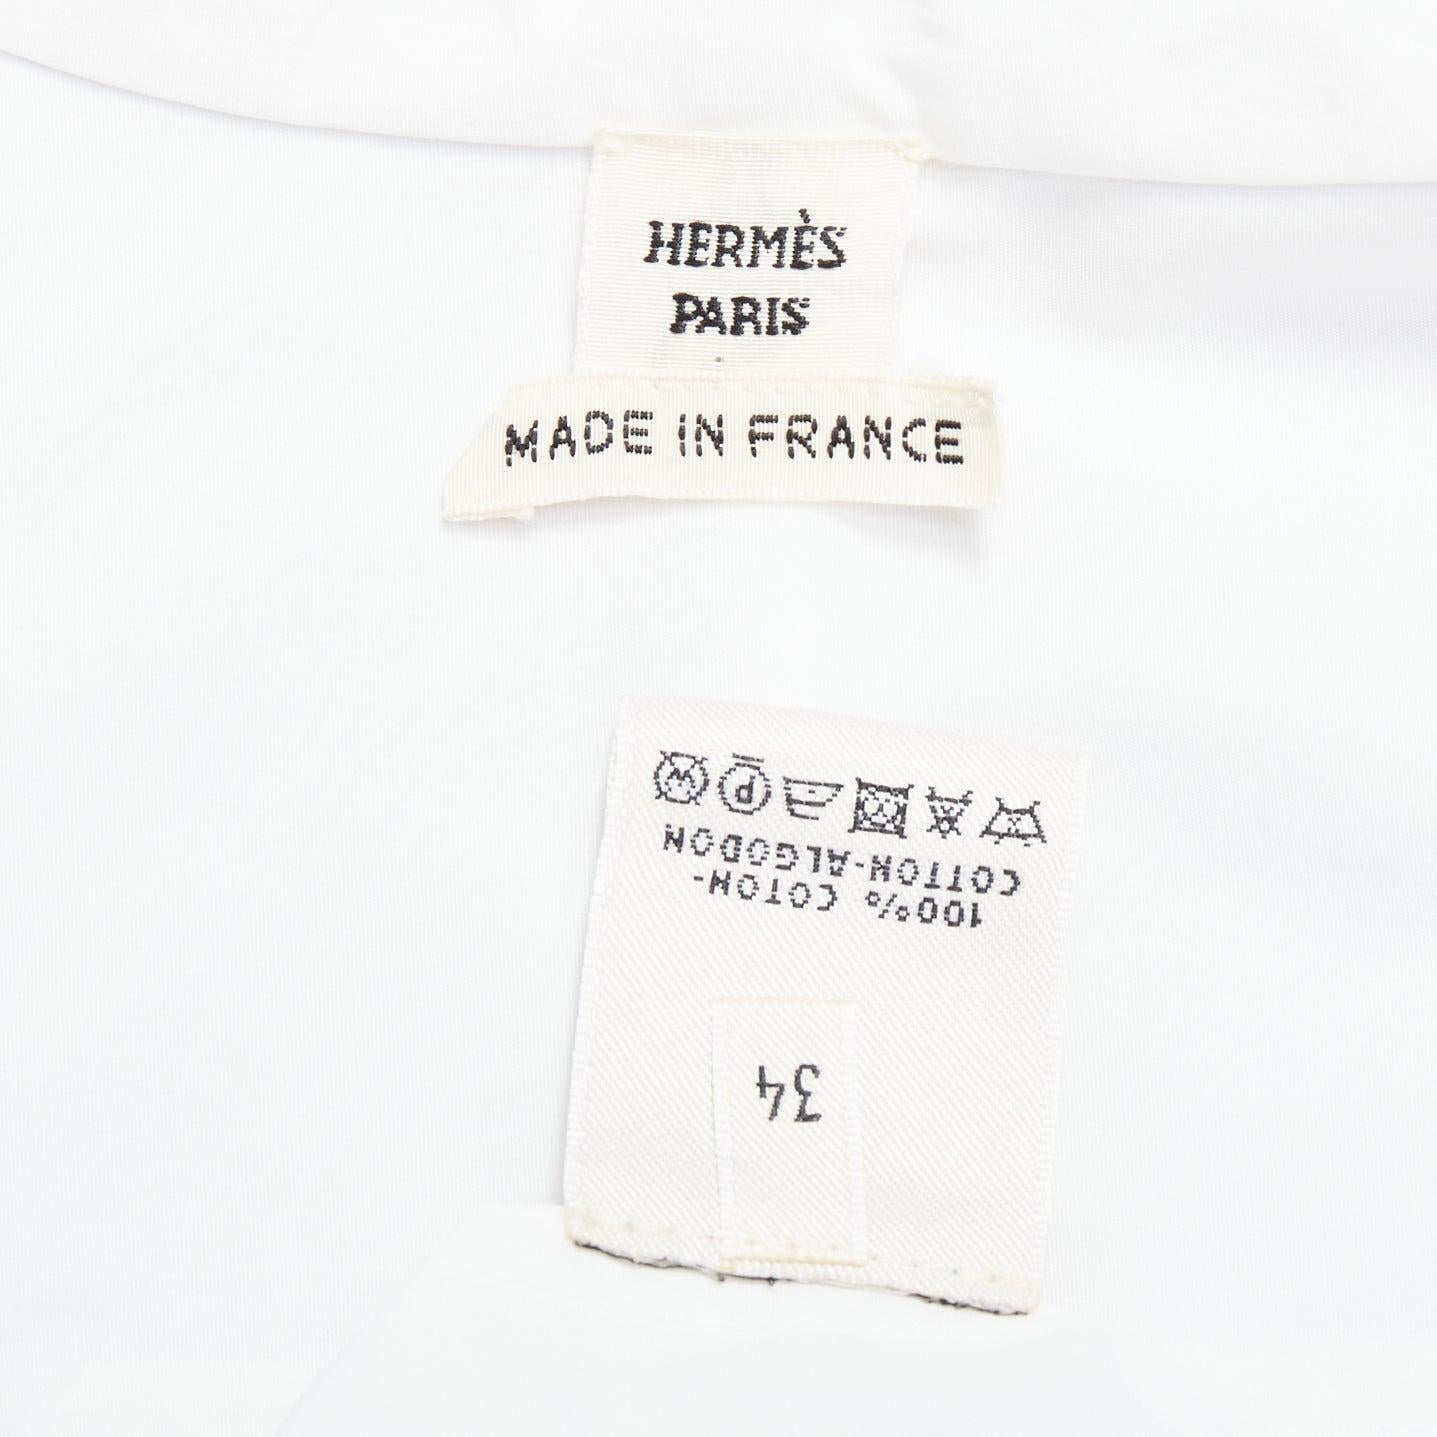 HERMÈS
PARIS
MADE IN FRANCE
34
100% COTON-
COTTON-ALGODON
P W